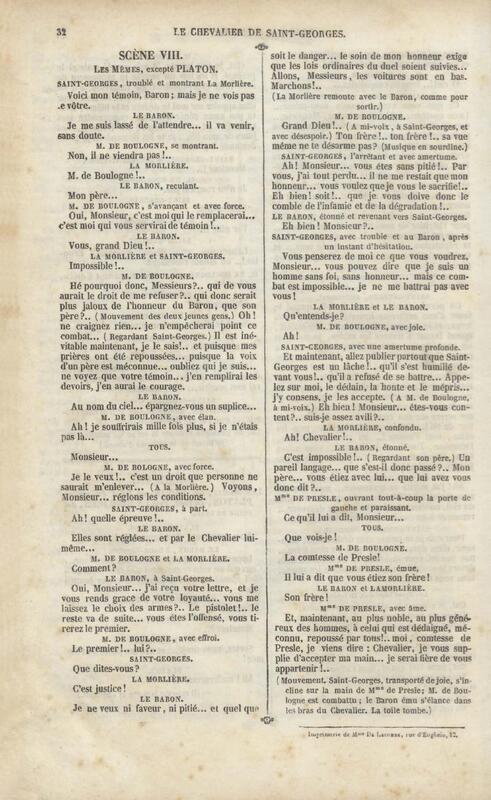 32
LE CHEVALIER DE SAINT-GEORGES.
SCÈNE VIII.
LES MÊMES, excepté PLATON.
SAINT-GEORGES, troublé et montrant La Morlière.
Voici mon témoin, Baron; mais je ne vois pas
.e vôtre.
LE BARON.
Je me suis lassé de l'attendre... il va venir,
sans doute.
M. DE BOULOGNE, se montrant.
Non, il ne viendra pas!..
LA MORLIÈRE.
M. de Boulogne!..
LE BARON, reculant.
Mon père...
M. DE BOULOGNE, s'avançant et avec force.
Oui, Monsieur, c'est moi qui le remplacerai...
c'est moi qui vous servirai de témoin!..
LE BARON.
Vous, grand Dieu!..
LA MORLIÈRE et SAINT-GEORGES.
Impossible!..
M. DE BOULOGNE.
Hé pourquoi donc, Messieurs?.. qui de vous
aurait le droit de me refuser?.. qui donc serait
plus jaloux de l'honneur du Baron, que son
père?.. (Mouvement des deux jeunes gens.) Oh!
ne craignez rien... je n'empêcherai point ce
combat... (Regardant Saint-Georges.) Il est iné-
vitable maintenant, je le sais!.. et puisque mes
prières ont été repoussées... puisque la voix
d'un père est méconnue... oubliez qui je suis...
ne voyez que votre témoin... j'en remplirai les
devoirs, j'en aurai le courage.
LE BARON.
Au nom du ciel... épargnez-vous un suplice...
M. DE BOULOGNE, avec élan.
Ah! je souffrirais mille fois plus, si je n'étais
pas là...
TOUS.
Monsieur...
M. DE BOLOGNE, avec force.
Je le veux!.. c'est un droit que personne ne
saurait m'enlever... (A la Morlière.) Voyons,
Monsieur... réglons les conditions.
SAINT-GEORGES, à part.
Ah! quelle épreuve!..
LE BARON.
Elles sont réglées... et par le Chevalier lui-
même...
M. DE BOULOGNE et LA MORLIÈRE.
Comment?
LE BARON, à Saint-Georges.
Oui, Monsieur... j'ai reçu votre lettre, et je
vous rends grace de votre loyauté... vous me
laissez le choix des armes?.. Le pistolet!.. le
reste va de suite... vous êtes l'offensé, vous ti-
rerez le premier.
M. DE BOULOGNE, avec effroi.
Le premier!.. lui?..
SAINT-GEORGES.
Que dites-vous?
LA MORLIÈRE.
C'est justice!
LE BARON.
Je ne veux ni faveur, ni pitié... et quel que
soit le danger... le soin de mon honneur exige
que les lois ordinaires du duel soient suivies...
Allons, Messieurs, les voitures sont en bas.
Marchons!..
(La Morlière remonte avec le Baron, comme pour
sortir.)
M. DE BOULOGNE.
Grand Dieu!.. (A mi-voix, à Saint-Georges, et
avec désespoir.) Ton frère!.. ton frère!.. sa vue
même ne te désarme pas? (Musique en sourdine.)
SAINT-GEORGES, l'arrêtant et avec amertume.
Ah! Monsieur... vous êtes sans pitié!.. Par
vous, j'ai tout perdu... il ne me restait que mon
honneur... vous voulez que je vous le sacrifie!..
Eh bien! soit!.. que je vous doive donc le
comble de l'infamie et de la dégradation!..
LE BARON, étonné et revenant vers Saint-Georges.
Eh bien! Monsieur?..
SAINT-GEORGES, avec trouble et au Baron, après
un instant d'hésitation.
Vous penserez de moi ce que vous voudrez,
Monsieur... vous pouvez dire que je suis un
homme sans foi, sans honneur... mais ce com-
bat est impossible... je ne me battrai pas avec
vous!
LA MORLIÈRE et LE BARON.
Qu'entends-je?
M. DE BOULOGNE, avec joie.
Ah!
SAINT-GEORGES, avec une amertume profonde.
Et maintenant, allez publier partout que Saint-
Georges est un lâche!.. qu'il s'est humilié de-
vant vous!.. qu'il a refusé de se battre... Appe-
lez sur moi, le dédain, la honte et le mépris...
j'y consens, je les accepte. (A M. de Boulogne,
à mi-voix.) Eh bien! Monsieur... êtes-vous con-
tent?.. suis-je assez avili?..
LA MORLIÈRE, confondu.
Ah! Chevalier!..
LE BARON, étonné.
C'est impossible!.. (Regardant son père.) Un
pareil langage... que s'est-il donc passé?.. Mon
père... vous étiez avec lui... que lui avez vous
donc dit?..
Mme DE PRESLE, ouvrant tout-à-coup la porte de
gauche et paraissant.
Ce qu'il lui a dit, Monsieur...
TOUS.
Que vois-je!
M. DE BOULOGNE.
La comtesse de Presle!
Mme DE PRESLE, émue.
Il lui a dit que vous étiez son frère!
LE BARON et LAMORLIÈRE.
Son frère!
Mme DE PRESLE, avec âme.
Et, maintenant, au plus noble, au plus géné-
reux des hommes, à celui qui est dédaigné, mé-
connu, repoussé par tous!.. moi, comtesse de
Presle, je viens dire: Chevalier, je vous sup-
plie d'accepter ma main... je serai fière de vous
appartenir!..
(Mouvement. Saint-Georges, transporté de joie, s'in-
cline sur la main de Mme de Presle; M. de Bou-
logne est combattu; le Baron ému s'élance dans
les bras du Chevalier. La toile tombe.)
Imprimerie de Mme De Lacombe, rue d'Enghein, 12.